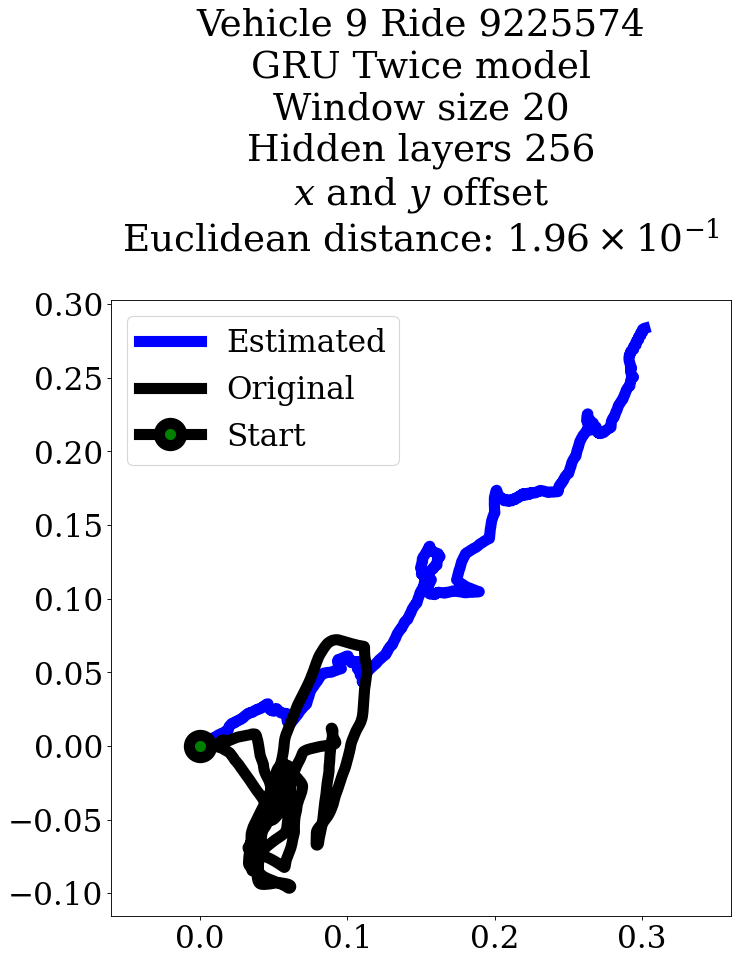 Vehicle 9 Ride 9225574
GRU Twice model
Window size 20
Hidden layers 256
x and y offset
Euclidean distance: 1.96 × 10⁻¹
0.30
Estimated
0.25
Original
Start
0.20
0.15
0.10
0.05
0.00
−0.05
−0.10
0.0 0.1 0.2 0.3